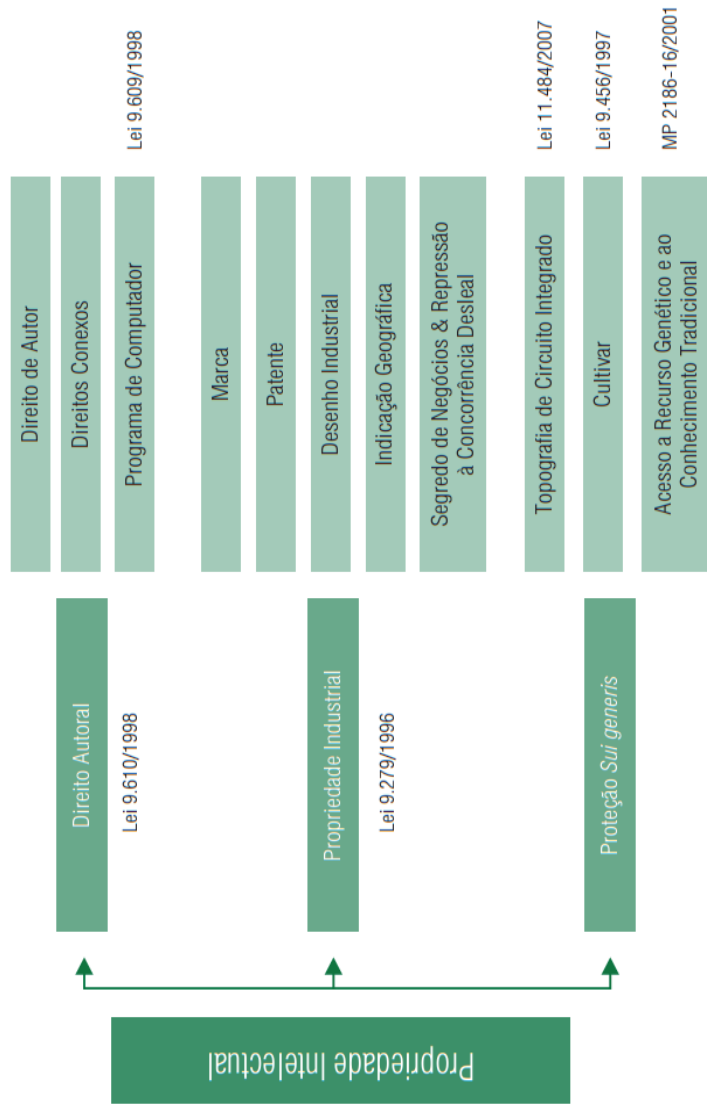 Propriedade Intelectual
Direito Autoral
Lei 9.610/1998
Direito de Autor
Direitos Conexos
Programa de Computador
Lei 9.609/1998
Propriedade Industrial
Lei 9.279/1996
Marca
Patente
Desenho Industrial
Indicação Geográfica
Segredo de Negócios & Repressão
à Concorrência Desleal
Proteção Sui generis
Topografia de Circuito Integrado
Lei 11.484/2007
Cultivar
Lei 9.456/1997
Acesso a Recurso Genético e ao
Conhecimento Tradicional
MP 2186-16/2001